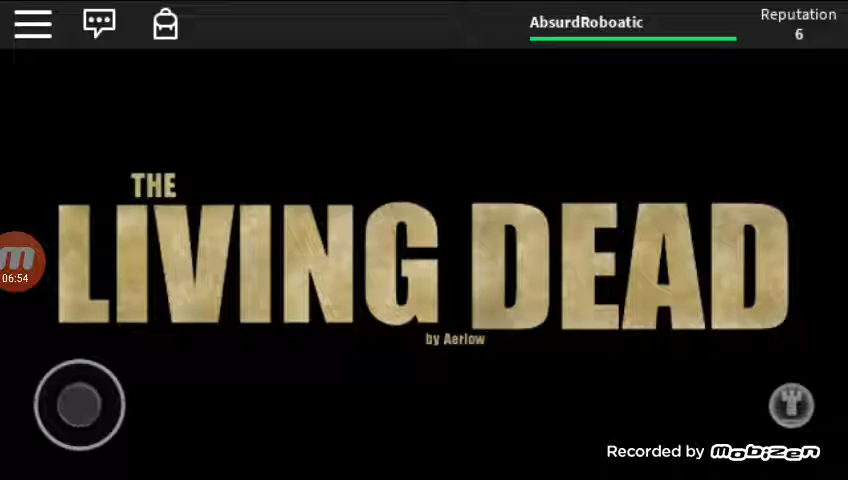 AbsurdRoboatic
Reputation
6
THE
LIVING DEAD
by Aerlow
M
06:54
Recorded by MOBIZEN